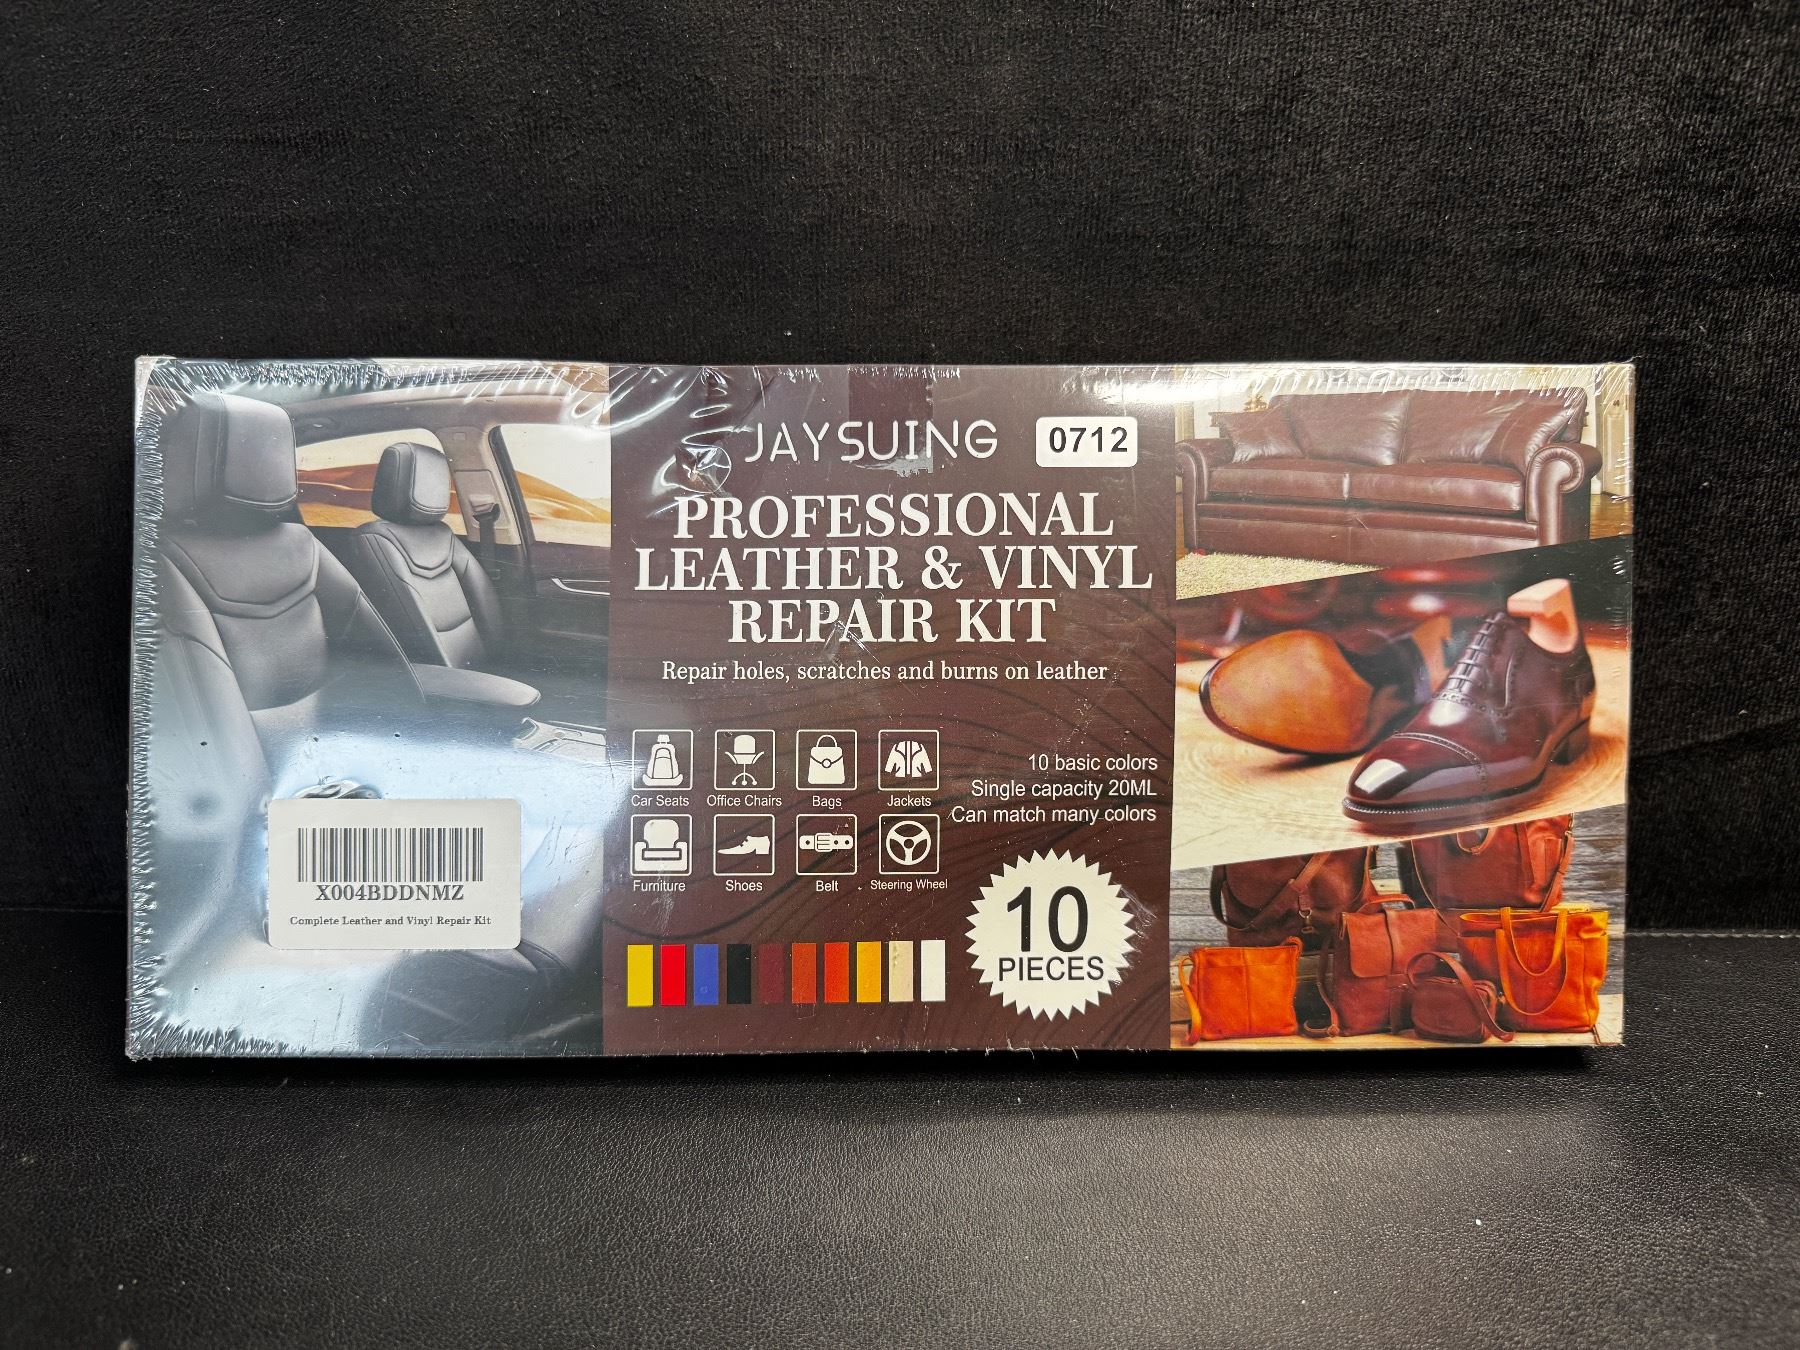 JAYSUING
0712
PROFESSIONAL
LEATHER & VINYL
REPAIR KIT
Repair holes, scratches and burns on leather
Car Seats
Office Chairs
Bags
Jackets
Furniture
Shoes
Belt
Steering Wheel
10 basic colors
Single capacity 20ML
Can match many colors
10
PIECES
X004BDDNMZ
Complete Leather and Vinyl Repair Kit